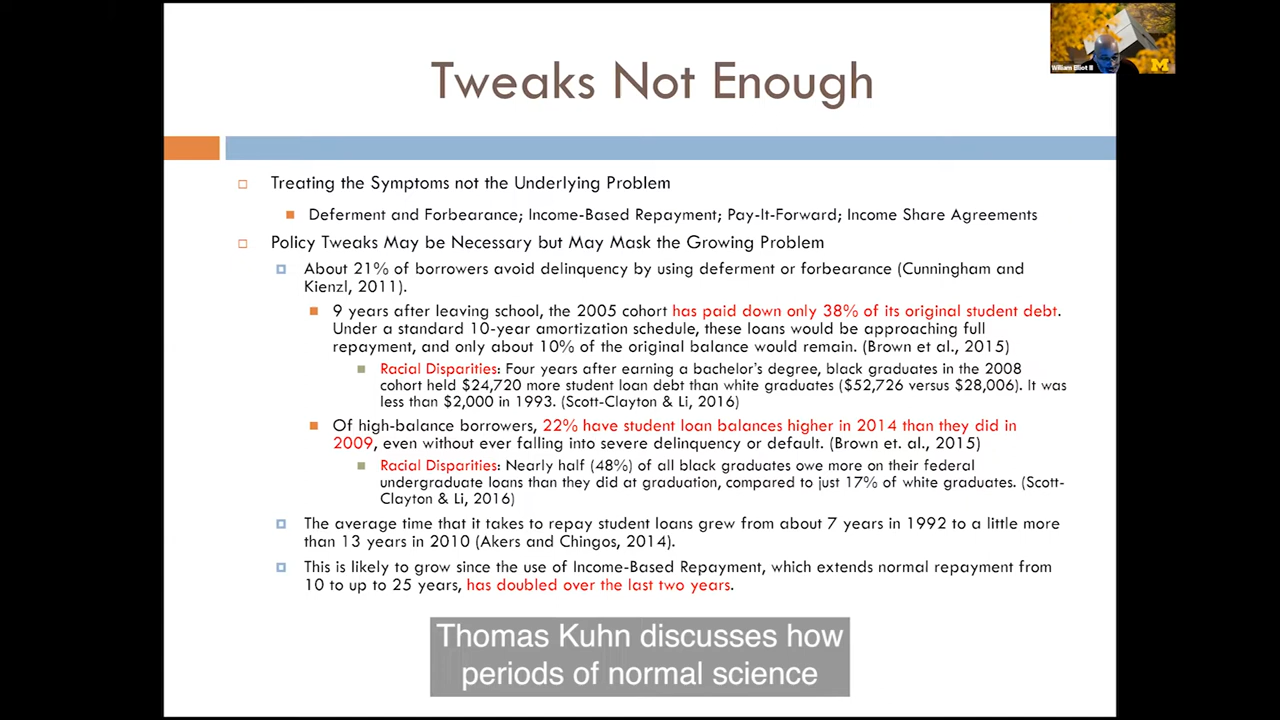 William Elliot III
M
Tweaks Not Enough
Treating the Symptoms not the Underlying Problem
Deferment and Forbearance; Income-Based Repayment; Pay-It-Forward; Income Share Agreements
Policy Tweaks May be Necessary but May Mask the Growing Problem
About 21% of borrowers avoid delinquency by using deferment or forbearance (Cunningham and
Kienzl, 2011).
9 years after leaving school, the 2005 cohort has paid down only 38% of its original student debt.
Under a standard 10-year amortization schedule, these loans would be approaching full
repayment, and only about 10% of the original balance would remain. (Brown et al., 2015)
Racial Disparities: Four years after earning a bachelor's degree, black graduates in the 2008
cohort held $24,720 more student loan debt than white graduates ($52,726 versus $28,006). It was
less than $2,000 in 1993. (Scott-Clayton & Li, 2016)
Of high-balance borrowers, 22% have student loan balances higher in 2014 than they did in
2009, even without ever falling into severe delinquency or default. (Brown et. al., 2015)
Racial Disparities: Nearly half (48%) of all black graduates owe more on their federal
undergraduate loans than they did at graduation, compared to just 17% of white graduates. (Scott-
Clayton & Li, 2016)
The average time that it takes to repay student loans grew from about 7 years in 1992 to a little more
than 13 years in 2010 (Akers and Chingos, 2014).
This is likely to grow since the use of Income-Based Repayment, which extends normal repayment from
10 to up to 25 years, has doubled over the last two years.
Thomas Kuhn discusses how
periods of normal science